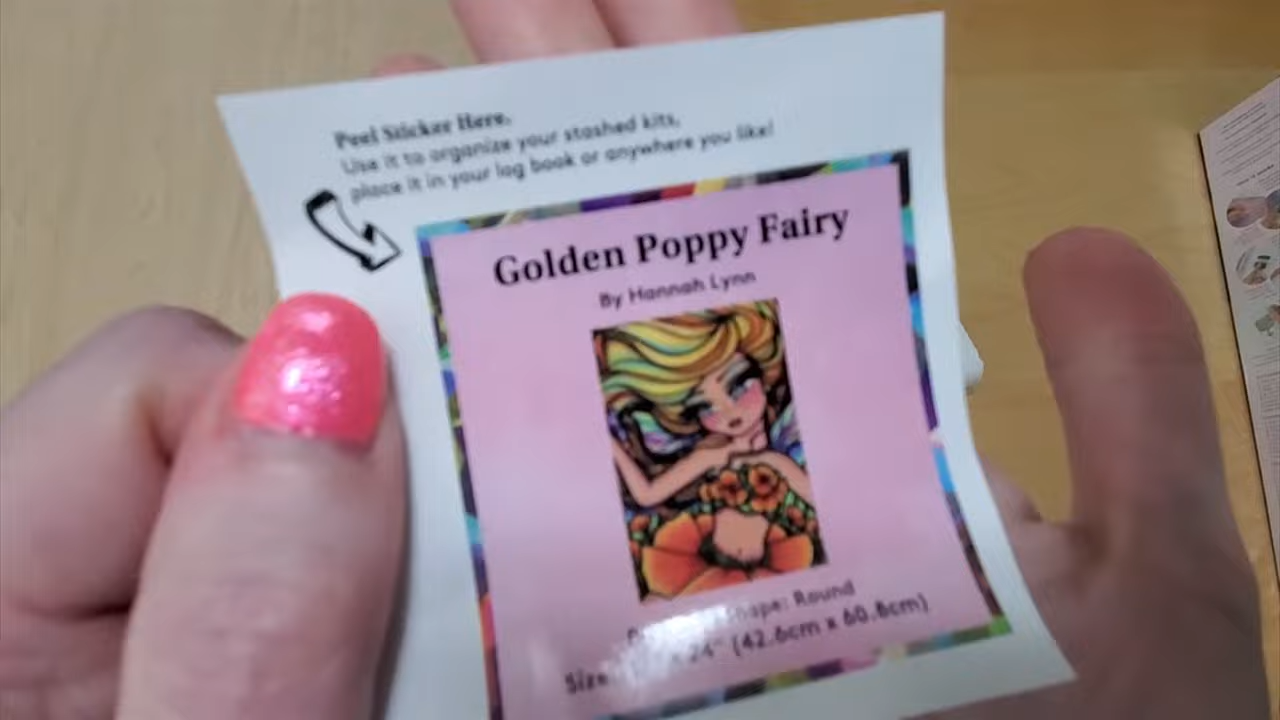 Peel Sticker Here.
Use it to organize your stashed kits,
place it in your log book or anywhere you like!
Golden Poppy Fairy
By Hannah Lynn
Shape: Round
Size 24" (42.6cm x 60.8cm)